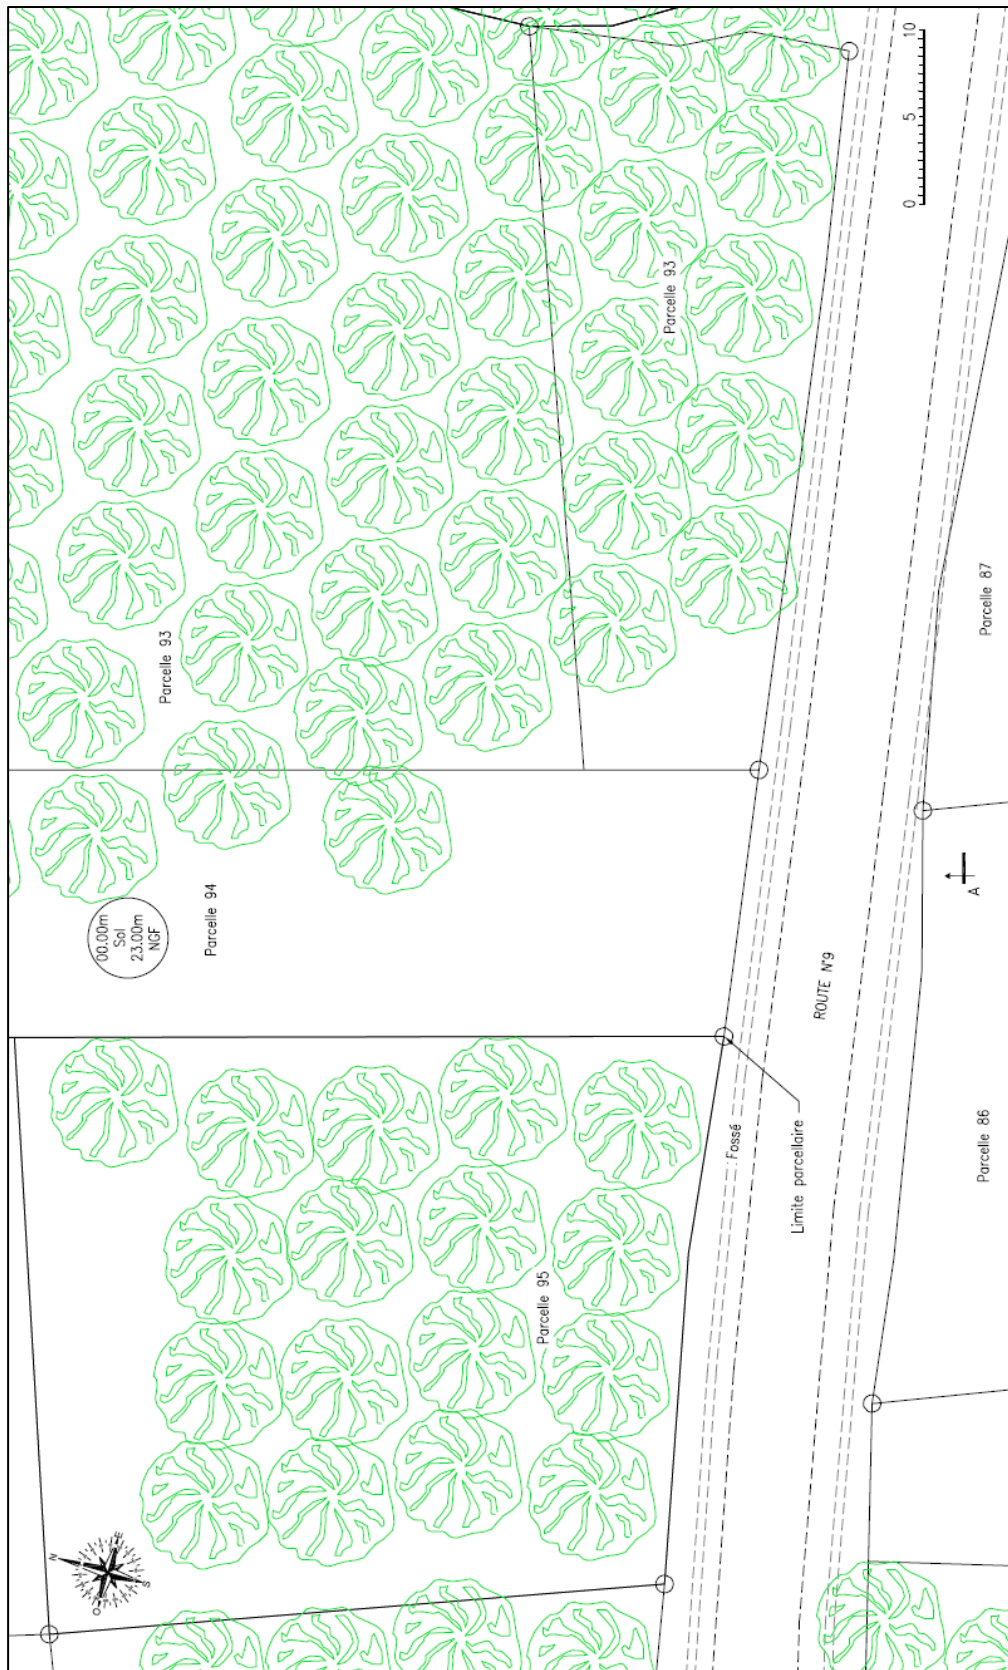 0 5 10
Parcelle 93
Parcelle 93
Parcelle 87
00.00m
Sol
23.00m
NGF
Parcelle 94
A
ROUTE N°9
Limite parcellaire
Fossé
Parcelle 86
Parcelle 95
N
E
S
O